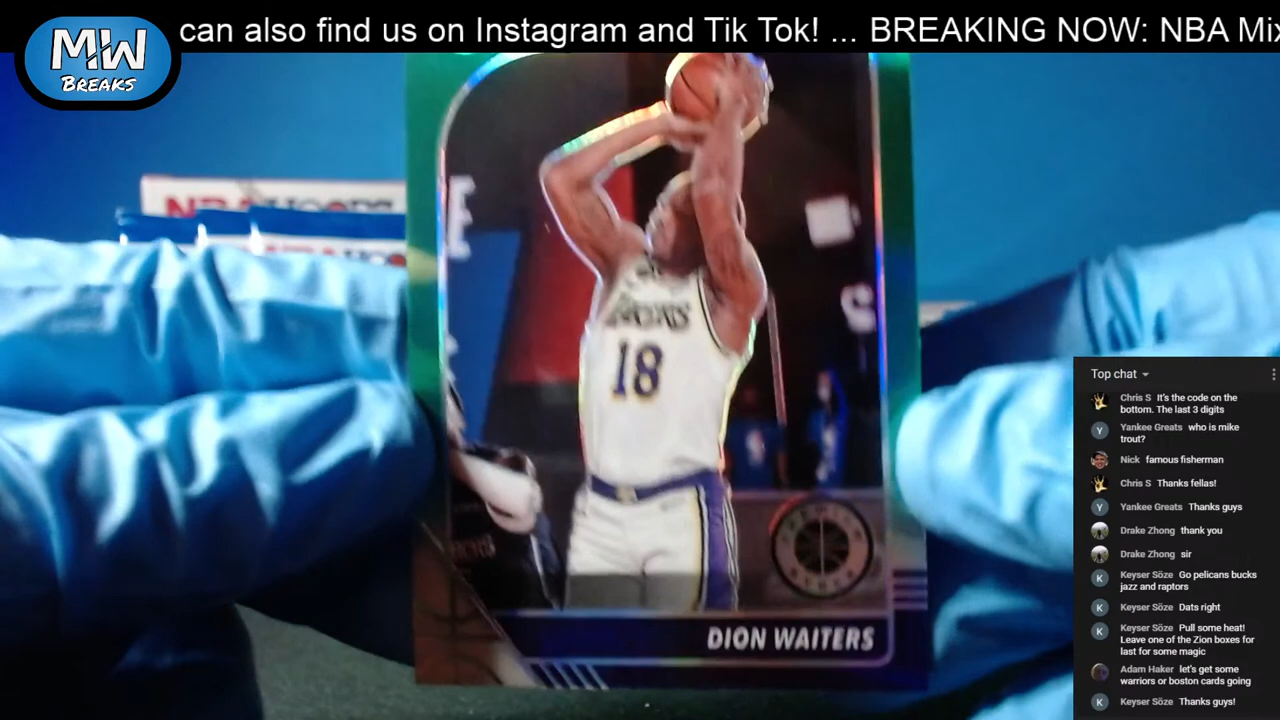 can also find us on Instagram and Tik Tok! ... BREAKING NOW: NBA Mix
MW
BREAKS
NBA HOOPS
18
DION WAITERS
Top chat
Chris S It's the code on the
bottom. The last 3 digits
Yankee Greats who is mike
trout?
Nick famous fisherman
Chris S Thanks fellas!
Yankee Greats Thanks guys
Drake Zhong thank you
Drake Zhong sir
Keyser Söze Go pelicans bucks
jazz and raptors
Keyser Söze Dats right
Keyser Söze Pull some heat!
Leave one of the Zion boxes for
last for some magic
Adam Haker let's get some
warriors or boston cards going
Keyser Söze Thanks guys!